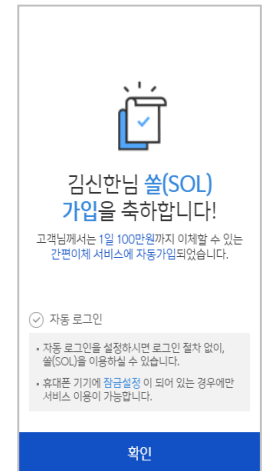 김신한님 쏠(SOL)
가입을 축하합니다!
고객님께서는 1일 100만원까지 이체할 수 있는
간편이체 서비스에 자동가입되었습니다.
자동 로그인
• 자동 로그인을 설정하시면 로그인 절차 없이,
쏠(SOL)을 이용하실 수 있습니다.
• 휴대폰 기기에 잠금설정 이 되어 있는 경우에만
서비스 이용이 가능합니다.
확인